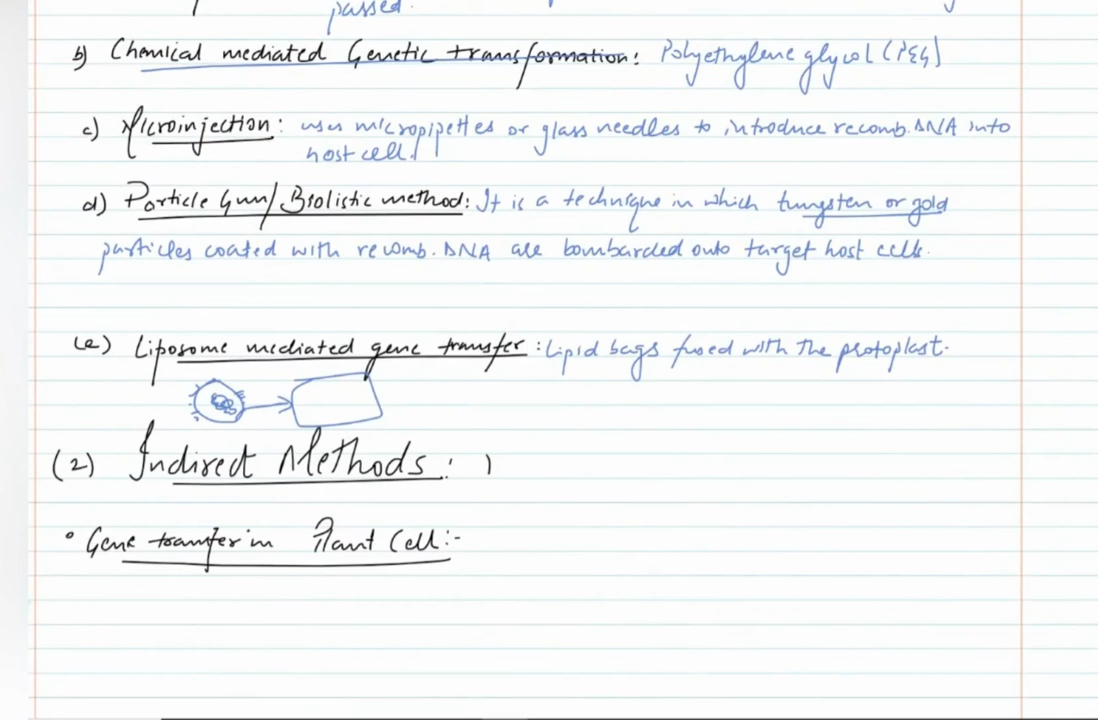 passed.
b) Chemical mediated Genetic transformation: Polyethylene glycol (PEG)
c) Microinjection: uses micropipettes or glass needles to introduce recomb. DNA into
host cell.
d) Particle Gun/ Biolistic method: It is a technique in which tungsten or gold
particles coated with recomb. DNA are bombarded onto target host cells.
(e) Liposome mediated gene transfer: Lipid bags fused with the protoplast.
(2) Indirect Methods: )
• Gene transfer in Plant Cell:-